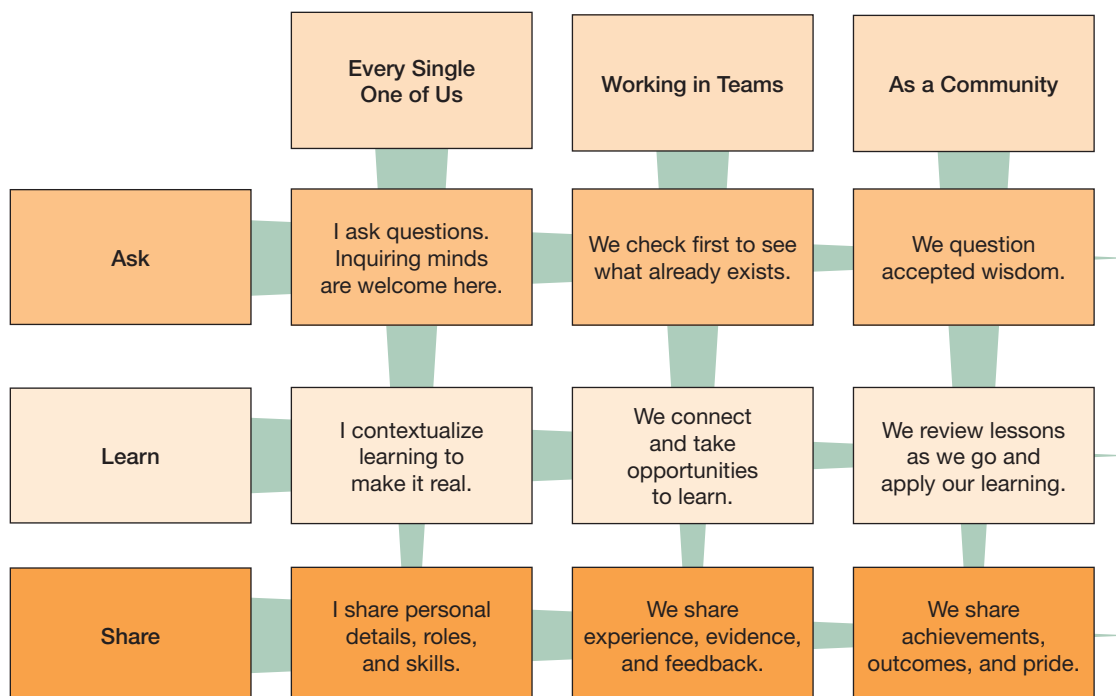 Every Single
One of Us
Working in Teams
As a Community
Ask
I ask questions.
Inquiring minds
are welcome here.
We check first to see
what already exists.
We question
accepted wisdom.
Learn
I contextualize
learning to
make it real.
We connect
and take
opportunities
to learn.
We review lessons
as we go and
apply our learning.
Share
I share personal
details, roles,
and skills.
We share
experience, evidence,
and feedback.
We share
achievements,
outcomes, and pride.